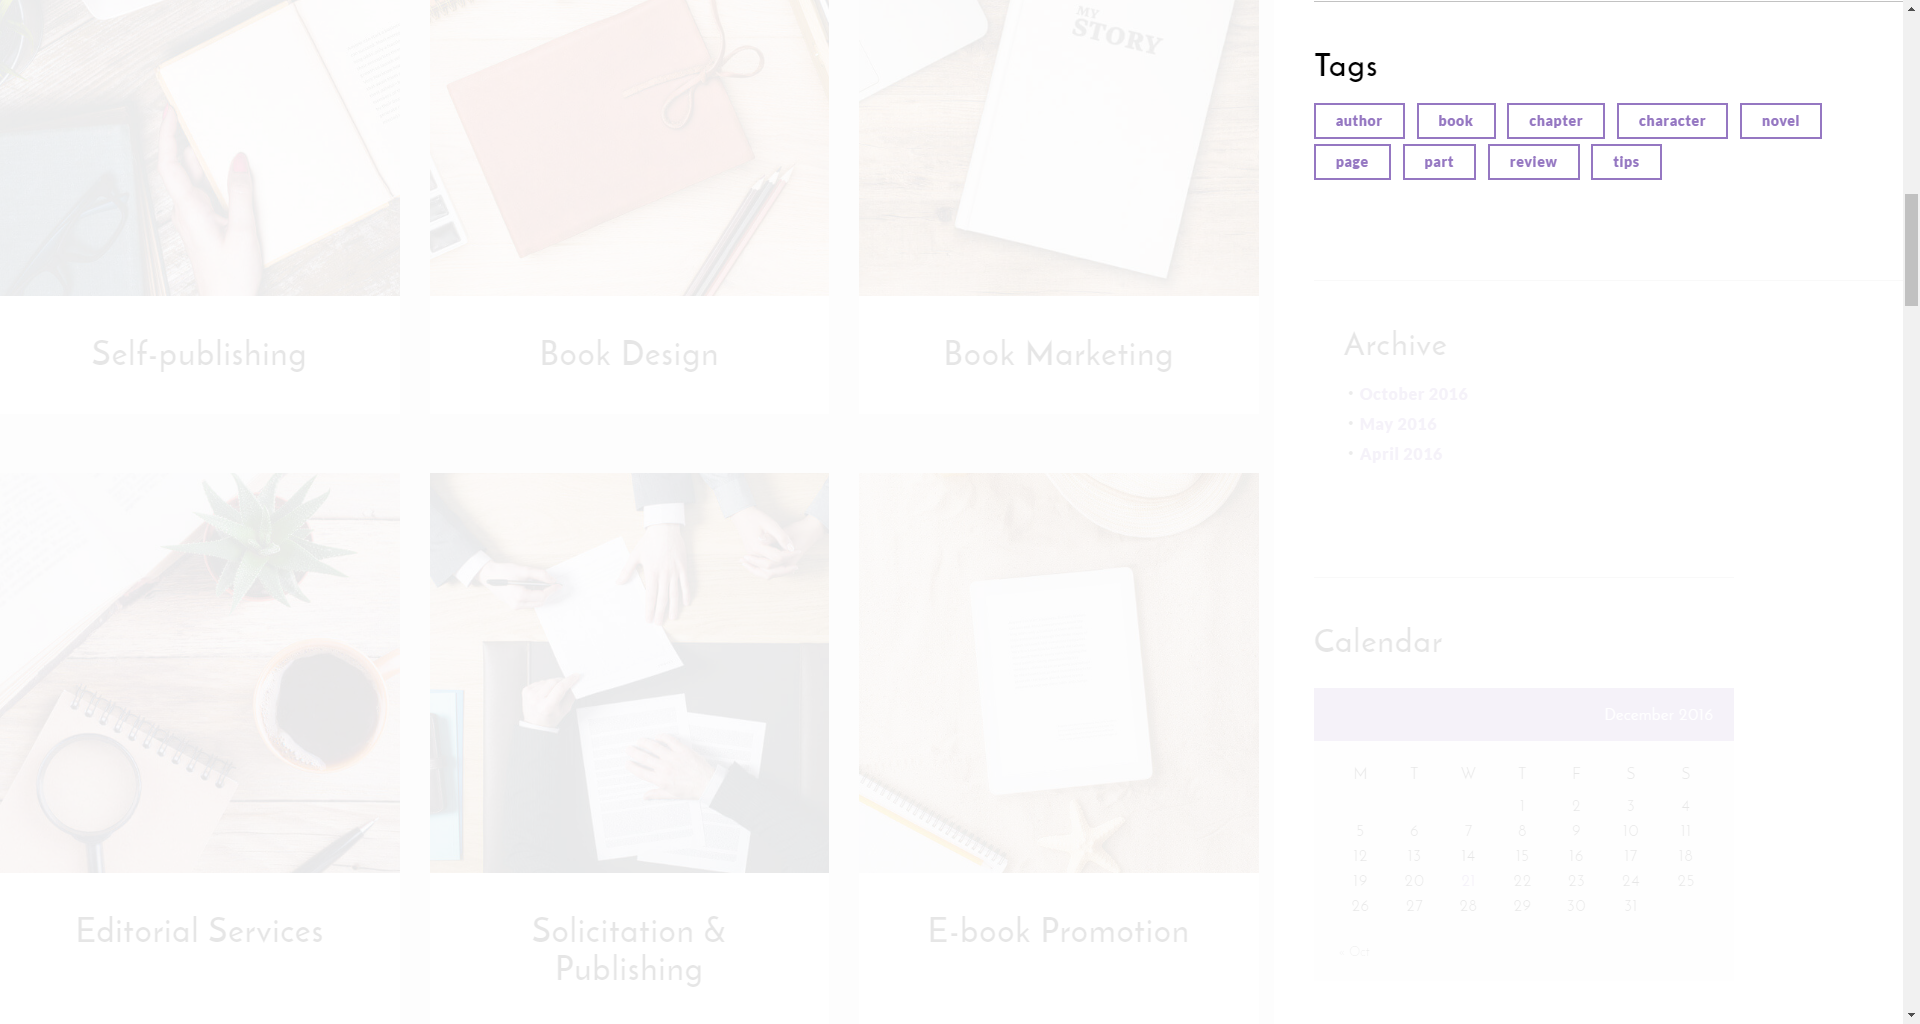 MY
STORY
Self-publishing
Book Design
Book Marketing
Editorial Services
Solicitation &
Publishing
E-book Promotion
Tags
author book chapter character novel
page part review tips
Archive
• October 2016
• May 2016
• April 2016
Calendar
December 2016
M T W T F S S
1 2 3 4
5 6 7 8 9 10 11
12 13 14 15 16 17 18
19 20 21 22 23 24 25
26 27 28 29 30 31
« Oct